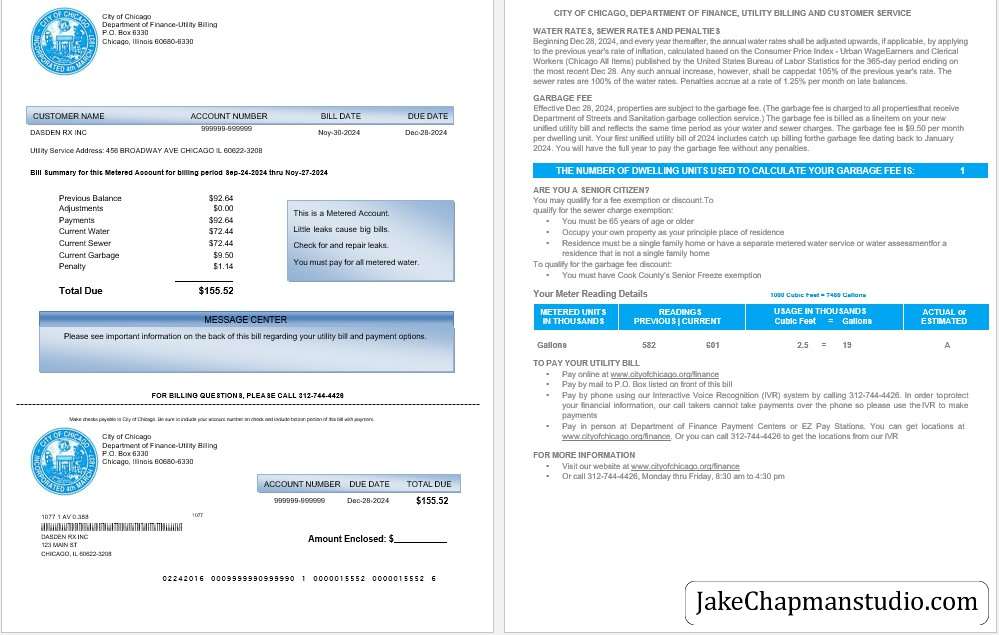 City of Chicago
Department of Finance-Utility Billing
P.O. Box 6330
Chicago, Illinois 60680-6330
CUSTOMER NAME ACCOUNT NUMBER BILL DATE DUE DATE
DASDEN RX INC 999999-999999 Nov-30-2024 Dec-28-2024
Utility Service Address: 456 BROADWAY AVE CHICAGO IL 60622-3208
Bill Summary for this Metered Account for billing period Sep-24-2024 thru Nov-27-2024
Previous Balance $92.64
Adjustments $0.00
Payments $92.64
Current Water $72.44
Current Sewer $72.44
Current Garbage $9.50
Penalty $1.14
Total Due $155.52
This is a Metered Account.
Little leaks cause big bills.
Check for and repair leaks.
You must pay for all metered water.
MESSAGE CENTER
Please see important information on the back of this bill regarding your utility bill and payment options.
FOR BILLING QUESTIONS, PLEASE CALL 312-744-4426
Make checks payable to City of Chicago. Be sure to include your account number on check and include bottom portion of this bill with payment.
City of Chicago
Department of Finance-Utility Billing
P.O. Box 6330
Chicago, Illinois 60680-6330
ACCOUNT NUMBER DUE DATE TOTAL DUE
999999-999999 Dec-28-2024 $155.52
1077 1 AV 0.388 1077
DASDEN RX INC
123 MAIN ST
CHICAGO, IL 60622-3208
Amount Enclosed: $
02242016 0009999990999990 1 0000015552 0000015552 6
CITY OF CHICAGO, DEPARTMENT OF FINANCE, UTILITY BILLING AND CUSTOMER SERVICE
WATER RATES, SEWER RATES AND PENALTIES
Beginning Dec 28, 2024, and every year thereafter, the annual water rates shall be adjusted upwards, if applicable, by applying
to the previous year's rate of inflation, calculated based on the Consumer Price Index - Urban WageEarners and Clerical
Workers (Chicago All Items) published by the United States Bureau of Labor Statistics for the 365-day period ending on
the most recent Dec 28. Any such annual increase, however, shall be cappedat 105% of the previous year's rate. The
sewer rates are 100% of the water rates. Penalties accrue at a rate of 1.25% per month on late balances.
GARBAGE FEE
Effective Dec 28, 2024, properties are subject to the garbage fee. (The garbage fee is charged to all propertiesthat receive
Department of Streets and Sanitation garbage collection service.) The garbage fee is billed as a lineitem on your new
unified utility bill and reflects the same time period as your water and sewer charges. The garbage fee is $9.50 per month
per dwelling unit. Your first unified utility bill of 2024 includes catch up billing forthe garbage fee dating back to January
2024. You will have the full year to pay the garbage fee without any penalties.
THE NUMBER OF DWELLING UNITS USED TO CALCULATE YOUR GARBAGE FEE IS: 1
ARE YOU A SENIOR CITIZEN?
You may qualify for a fee exemption or discount.To
qualify for the sewer charge exemption:
• You must be 65 years of age or older
• Occupy your own property as your principle place of residence
• Residence must be a single family home or have a separate metered water service or water assessmentfor a
residence that is not a single family home
To qualify for the garbage fee discount:
• You must have Cook County's Senior Freeze exemption
Your Meter Reading Details 1000 Cubic Feet = 7480 Gallons
METERED UNITS READINGS USAGE IN THOUSANDS ACTUAL or
IN THOUSANDS PREVIOUS | CURRENT Cubic Feet = Gallons ESTIMATED
Gallons 582 601 2.5 = 19 A
TO PAY YOUR UTILITY BILL
• Pay online at www.cityofchicago.org/finance
• Pay by mail to P.O. Box listed on front of this bill
• Pay by phone using our Interactive Voice Recognition (IVR) system by calling 312-744-4426. In order toprotect
your financial information, our call takers cannot take payments over the phone so please use the IVR to make
payments
• Pay in person at Department of Finance Payment Centers or EZ Pay Stations. You can get locations at
www.cityofchicago.org/finance. Or you can call 312-744-4426 to get the locations from our IVR
FOR MORE INFORMATION
• Visit our website at www.cityofchicago.org/finance
• Or call 312-744-4426, Monday thru Friday, 8:30 am to 4:30 pm
JakeChapmanstudio.com